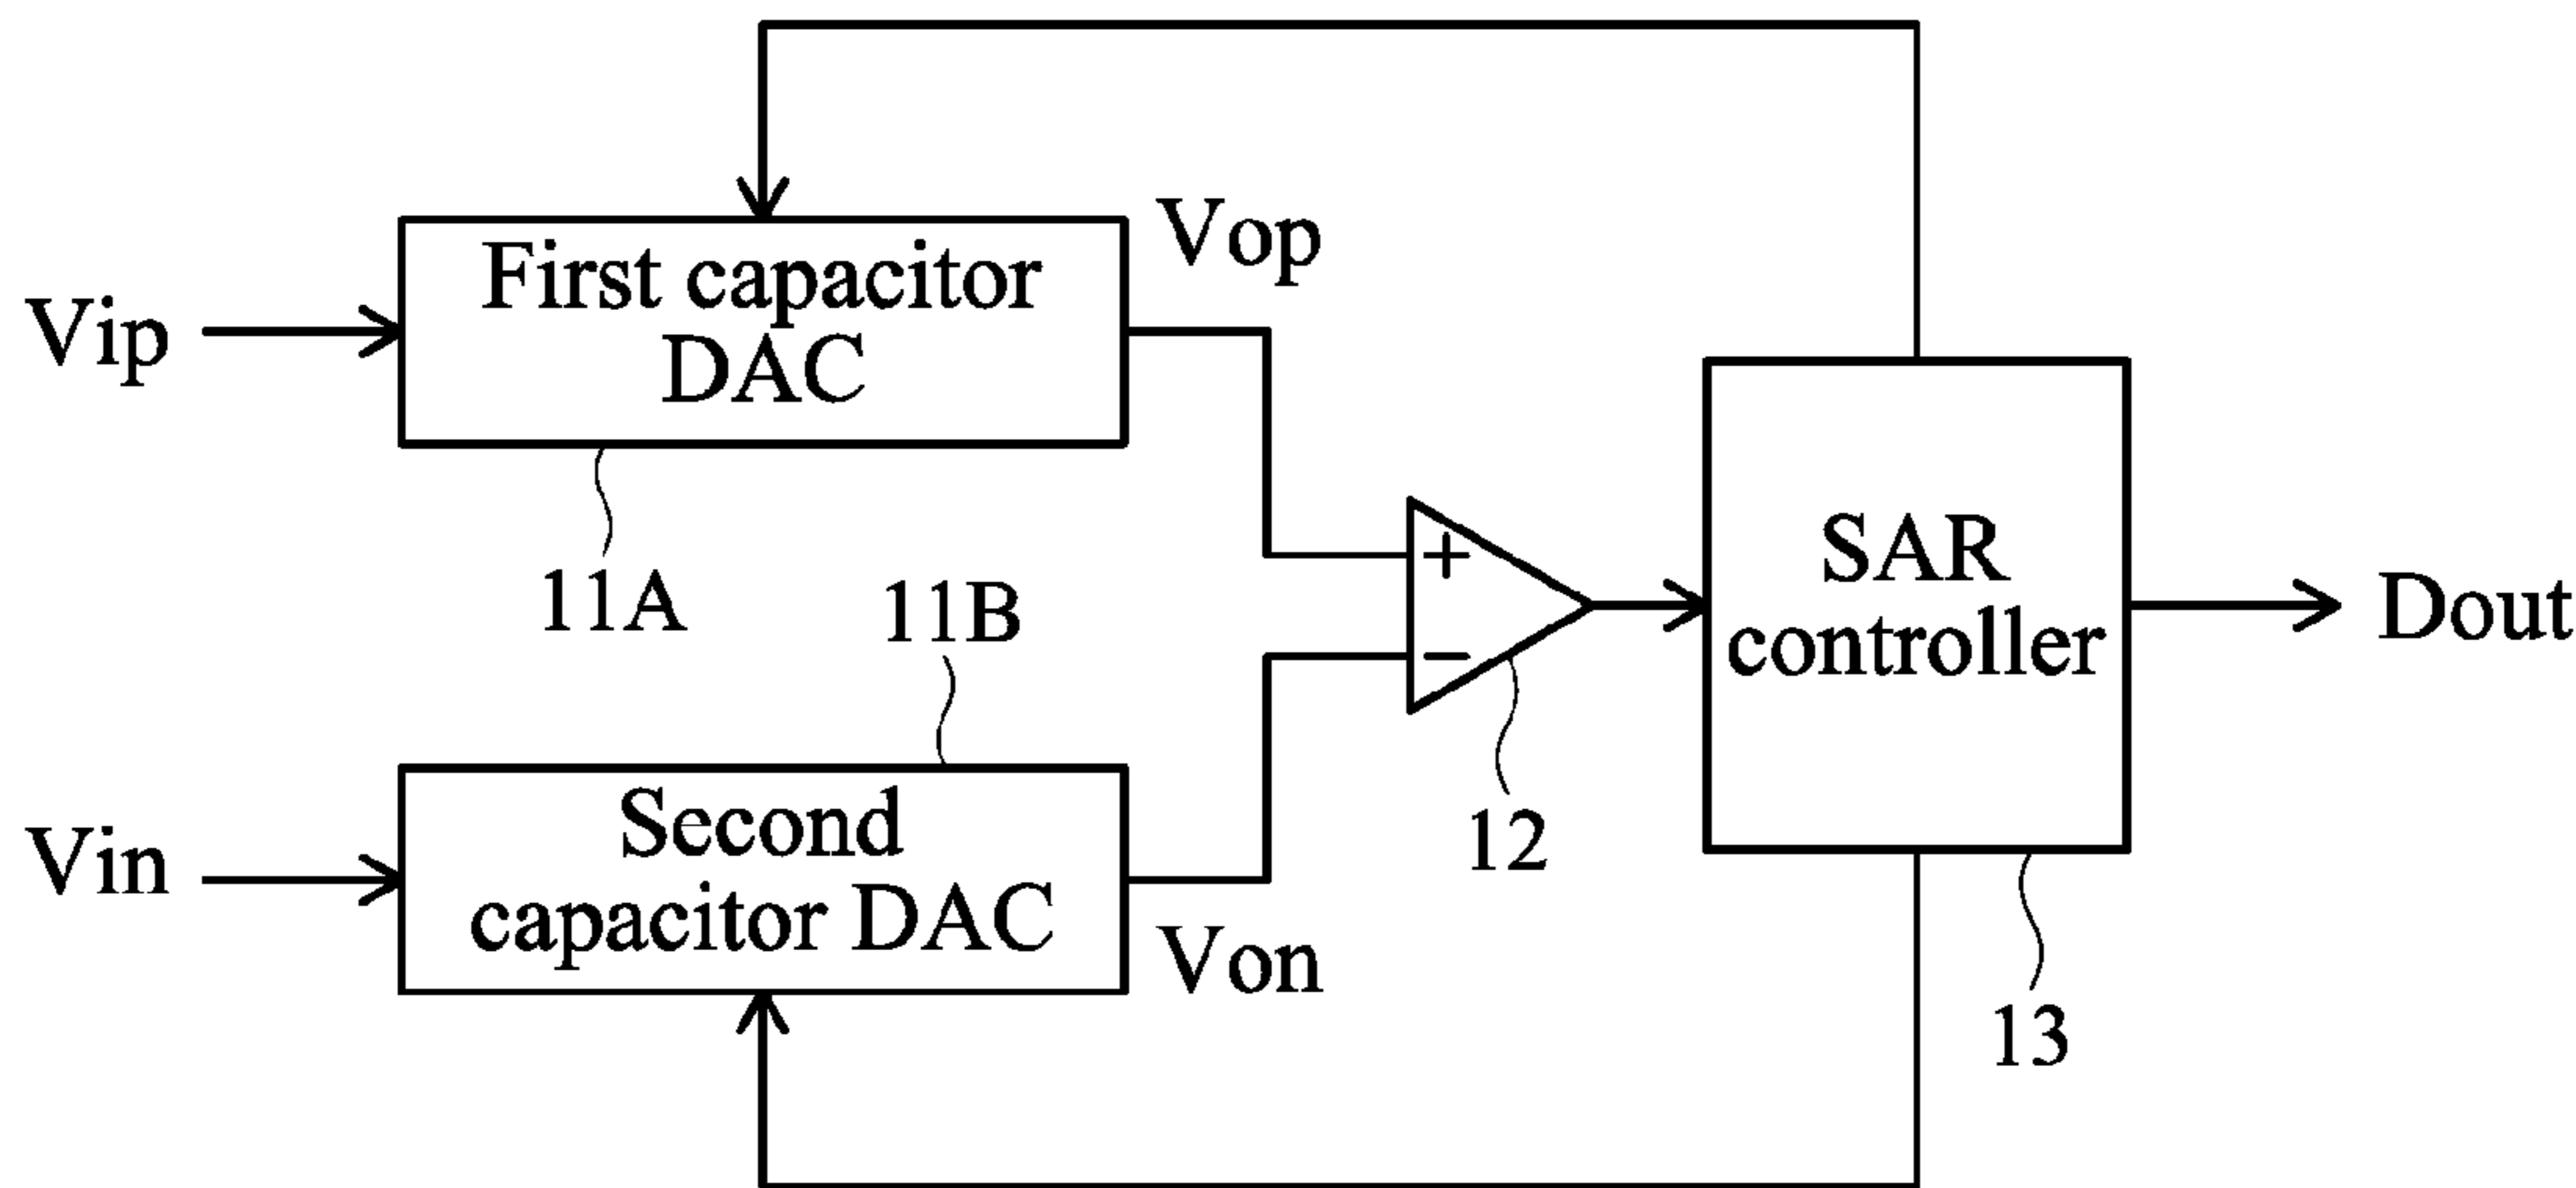 Vip
First capacitor
DAC
Vop
11A
11B
+
−
12
SAR
controller
13
Dout
Vin
Second
capacitor DAC
Von